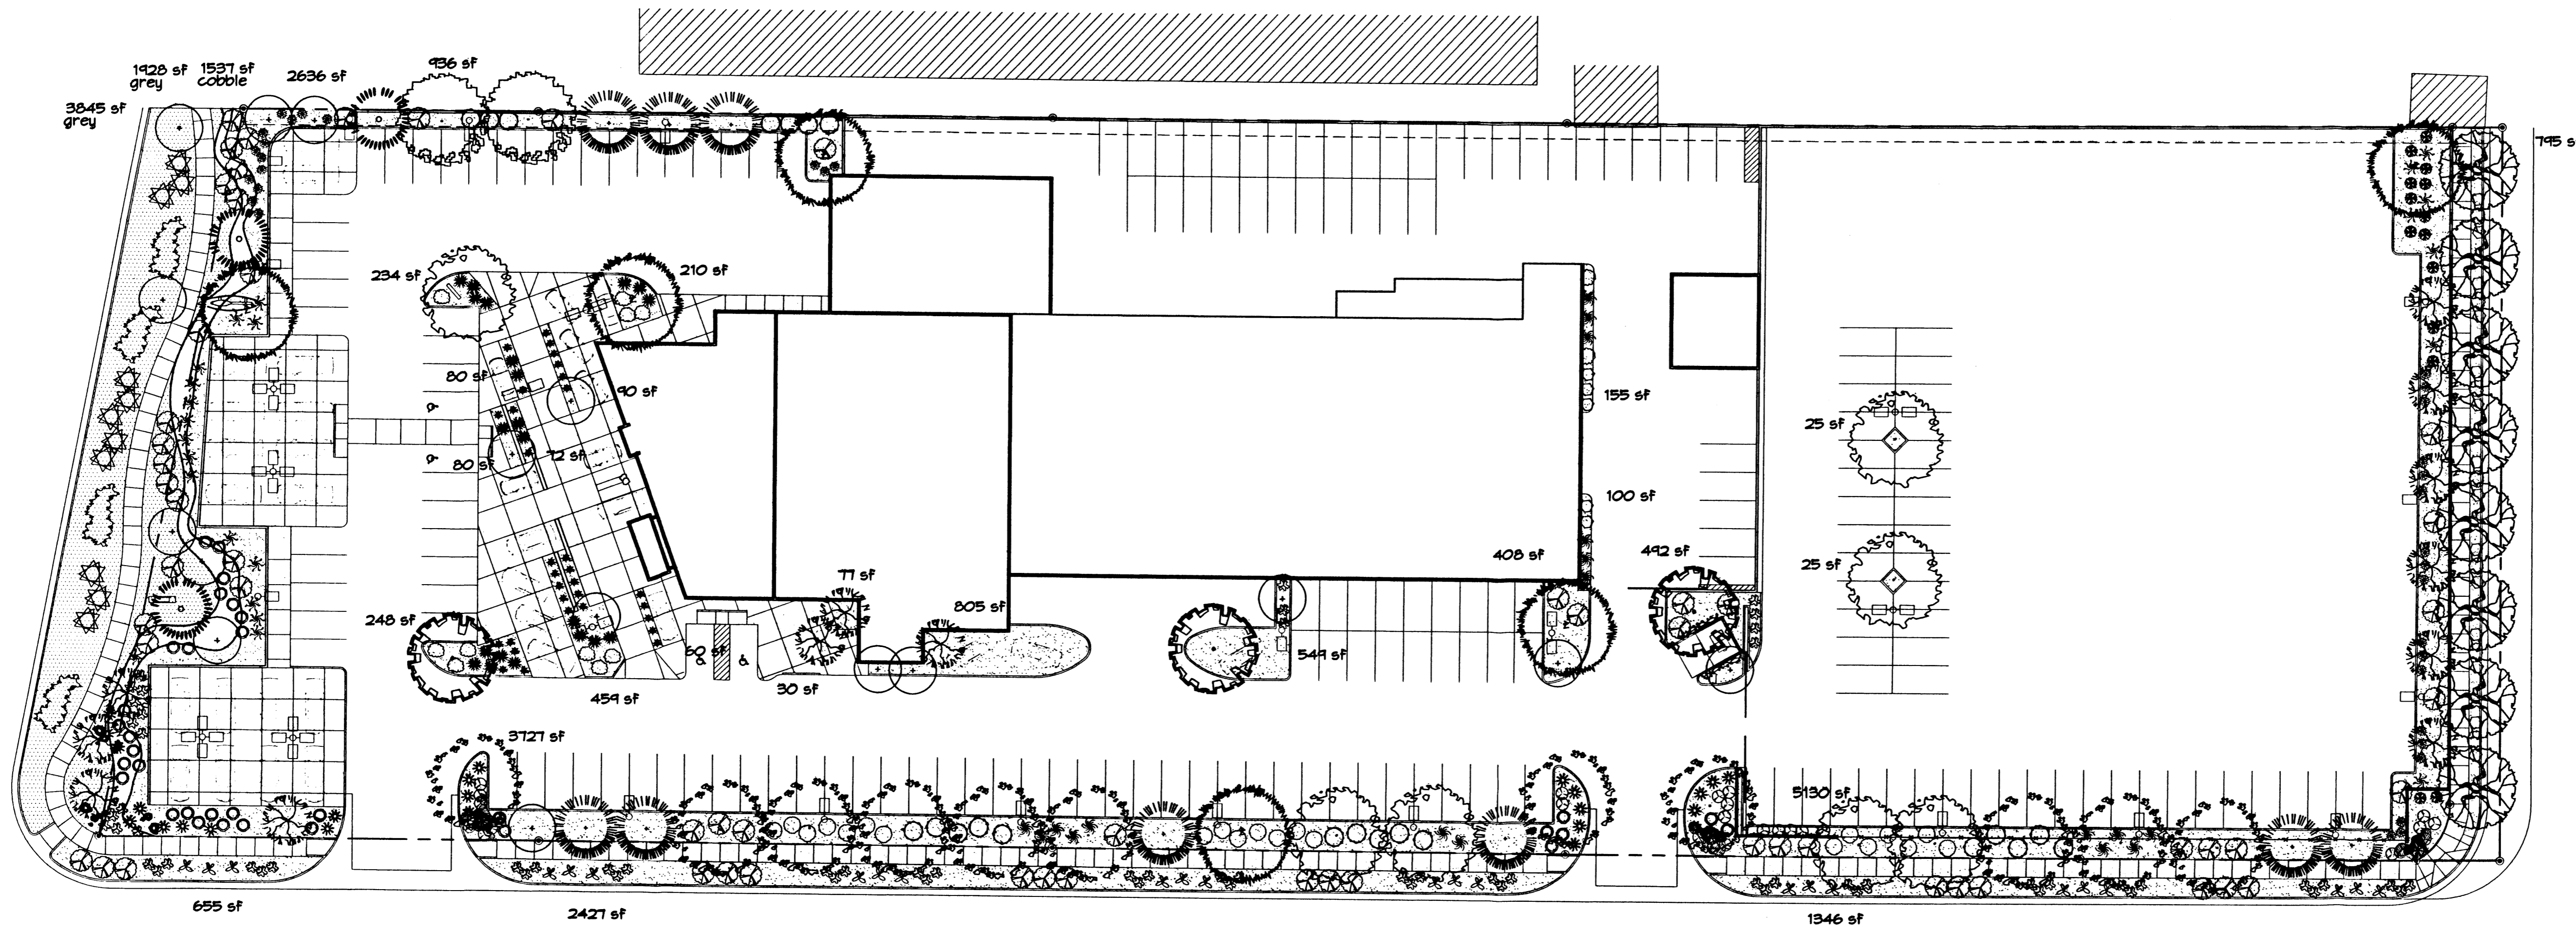 1928 sf
grey
1537 sf
cobble
2636 sf
936 sf
3845 sf
grey
795 s
234 sf
210 sf
80 sf
90 sf
155 sf
25 sf
80 sf
72 sf
100 sf
408 sf
492 sf
25 sf
77 sf
805 sf
248 sf
60 sf
549 sf
459 sf
30 sf
3727 sf
5130 sf
655 sf
2427 sf
1346 sf